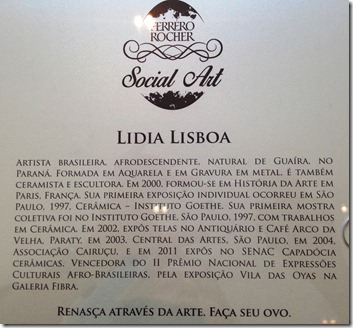 FERRERO
ROCHER
Social Art
LIDIA LISBOA
ARTISTA BRASILEIRA, AFRODESCENDENTE, NATURAL DE GUAÍRA, NO
PARANÁ. FORMADA EM AQUARELA E EM GRAVURA EM METAL, É TAMBÉM
CERAMISTA E ESCULTORA. EM 2000, FORMOU-SE EM HISTÓRIA DA ARTE EM
PARIS, FRANÇA. SUA PRIMEIRA EXPOSIÇÃO INDIVIDUAL OCORREU EM SÃO
PAULO, 1997, CERÂMICA – INSTITUTO GOETHE. SUA PRIMEIRA MOSTRA
COLETIVA FOI NO INSTITUTO GOETHE, SÃO PAULO, 1997, COM TRABALHOS
EM CERÂMICA. EM 2002, EXPÔS TELAS NO ANTIQUÁRIO E CAFÉ ARCO DA
VELHA, PARATY, EM 2003, CENTRAL DAS ARTES, SÃO PAULO, EM 2004,
ASSOCIAÇÃO CAIRUÇU, E EM 2011 EXPÔS NO SENAC CAPADÓCIA
CERÂMICAS. VENCEDORA DO II PRÊMIO NACIONAL DE EXPRESSÕES
CULTURAIS AFRO-BRASILEIRAS, PELA EXPOSIÇÃO VILA DAS OYAS NA
GALERIA FIBRA.
RENASÇA ATRAVÉS DA ARTE. FAÇA SEU OVO.